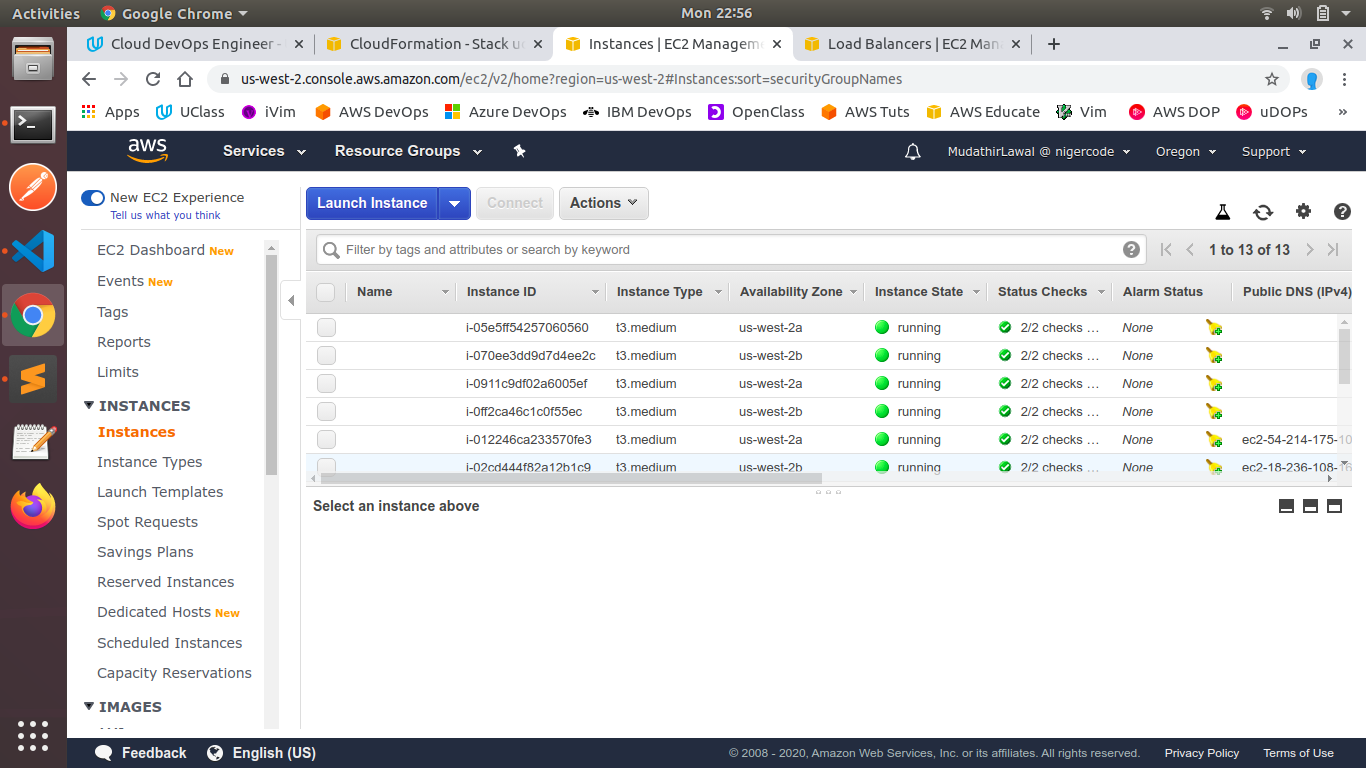 Activities Google Chrome Mon 22:56
Cloud DevOps Engineer - CloudFormation - Stack Instances | EC2 Managem Load Balancers | EC2 Man
us-west-2.console.aws.amazon.com/ec2/v2/home?region=us-west-2#Instances:sort=securityGroupNames
Apps UClass iVim AWS DevOps Azure DevOps IBM DevOps OpenClass AWS Tuts AWS Educate Vim AWS DOP uDOPs »
aws Services Resource Groups MudathirLawal @ nigercode Oregon Support
New EC2 Experience
Tell us what you think
EC2 Dashboard New
Events New
Tags
Reports
Limits
INSTANCES
Instances
Instance Types
Launch Templates
Spot Requests
Savings Plans
Reserved Instances
Dedicated Hosts New
Scheduled Instances
Capacity Reservations
IMAGES
Launch Instance Connect Actions
Filter by tags and attributes or search by keyword 1 to 13 of 13
Name Instance ID Instance Type Availability Zone Instance State Status Checks Alarm Status Public DNS (IPv4)
i-05e5ff54257060560 t3.medium us-west-2a running 2/2 checks ... None
i-070ee3dd9d7d4ee2c t3.medium us-west-2b running 2/2 checks ... None
i-0911c9df02a6005ef t3.medium us-west-2a running 2/2 checks ... None
i-0ff2ca46c1c0f55ec t3.medium us-west-2b running 2/2 checks ... None
i-012246ca233570fe3 t3.medium us-west-2a running 2/2 checks ... None ec2-54-214-175-10
i-02cd444f82a12b1c9 t3.medium us-west-2b running 2/2 checks ... None ec2-18-236-108-16
Select an instance above
Feedback English (US) © 2008 - 2020, Amazon Web Services, Inc. or its affiliates. All rights reserved. Privacy Policy Terms of Use